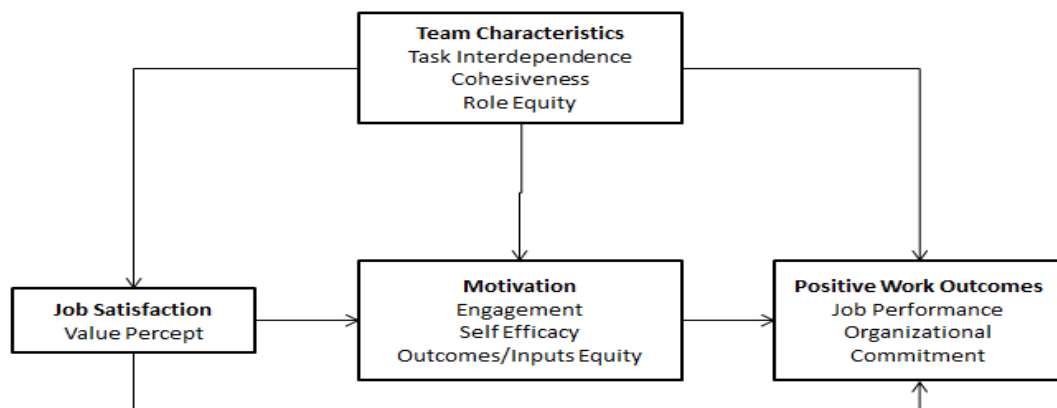 Team Characteristics
Task Interdependence
Cohesiveness
Role Equity
Job Satisfaction
Value Percept
Motivation
Engagement
Self Efficacy
Outcomes/Inputs Equity
Positive Work Outcomes
Job Performance
Organizational
Commitment